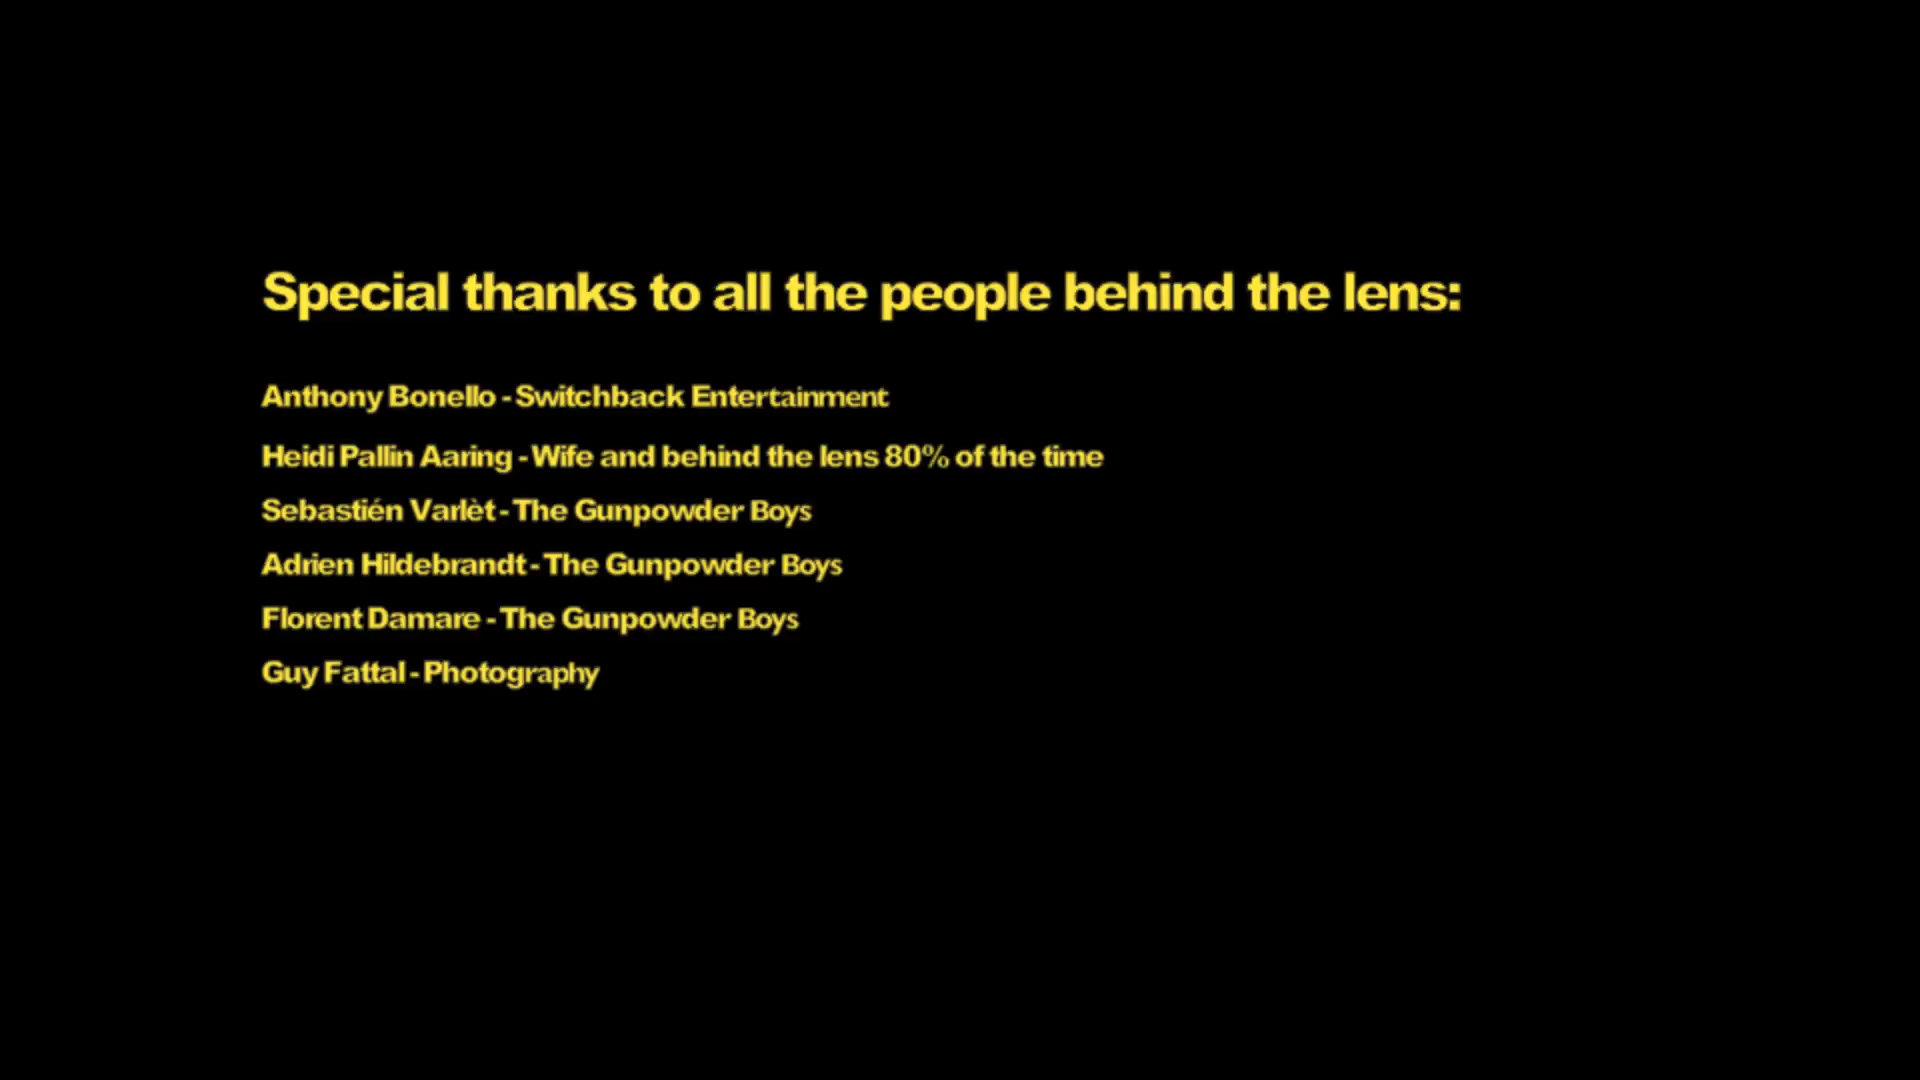 Special thanks to all the people behind the lens:
Anthony Bonello - Switchback Entertainment
Heidi Pallin Aaring - Wife and behind the lens 80% of the time
Sebastién Varlèt - The Gunpowder Boys
Adrien Hildebrandt - The Gunpowder Boys
Florent Damare - The Gunpowder Boys
Guy Fattal - Photography